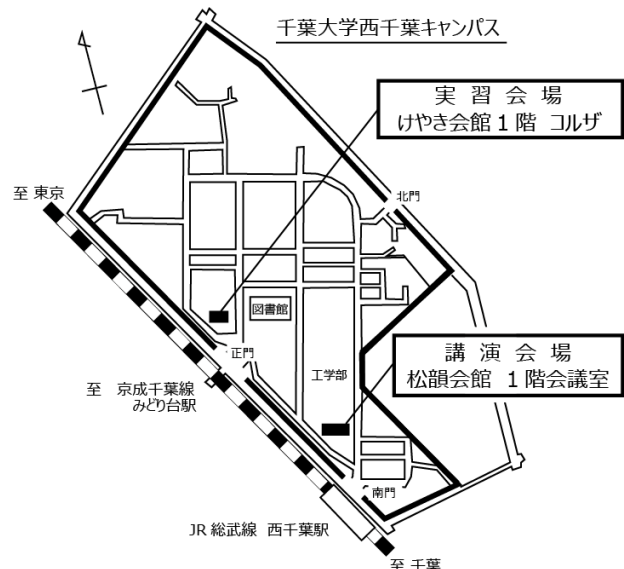 千葉大学西千葉キャンパス
実 習 会 場
けやき会館 1 階 コルザ
至 東京
北門
図書館
正門
講 演 会 場
松韻会館 1 階会議室
工学部
至 京成千葉線
みどり台駅
南門
JR 総武線 西千葉駅
至 千葉